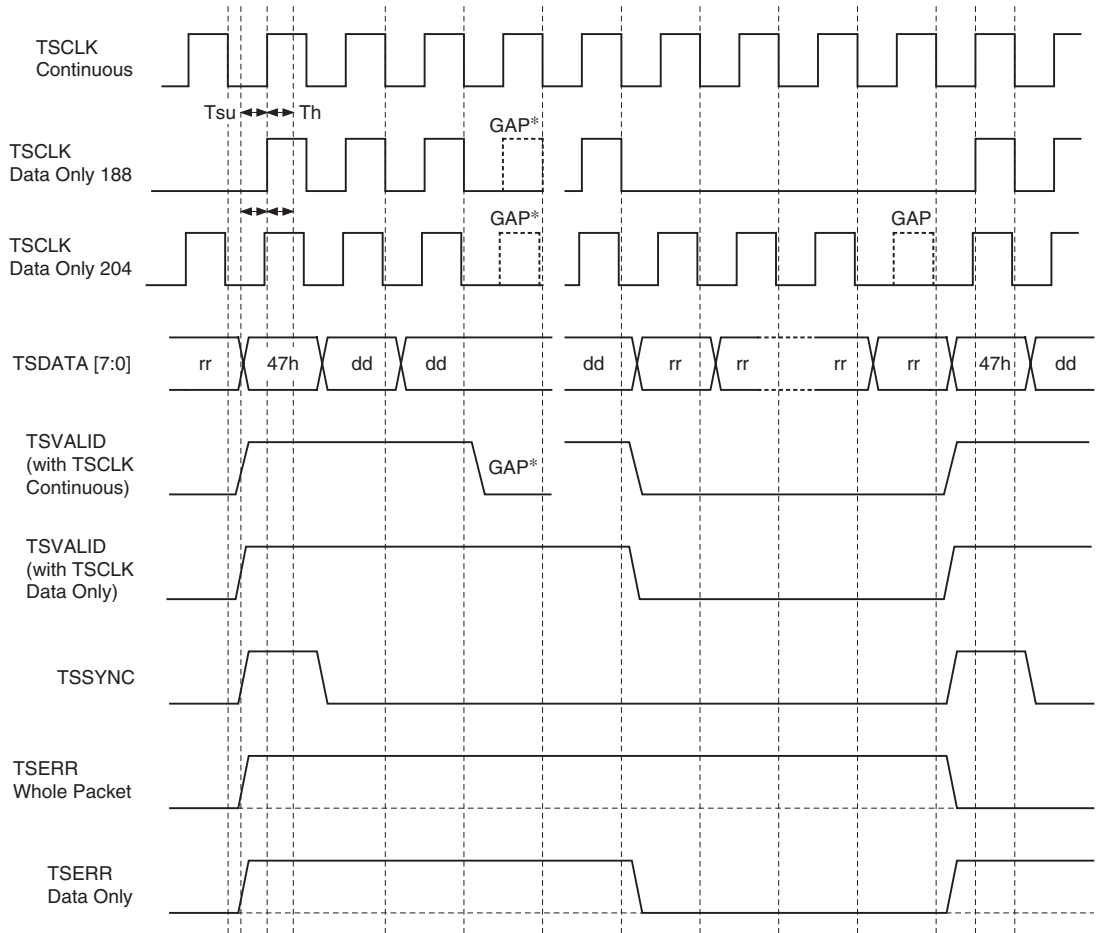 TSCLK
Continuous
Tsu
Th
GAP*
TSCLK
Data Only 188
GAP*
GAP
TSCLK
Data Only 204
TSDATA [7:0]
rr
47h
dd
dd
dd
rr
rr
rr
rr
47h
dd
TSVALID
(with TSCLK
Continuous)
GAP*
TSVALID
(with TSCLK
Data Only)
TSSYNC
TSERR
Whole Packet
TSERR
Data Only